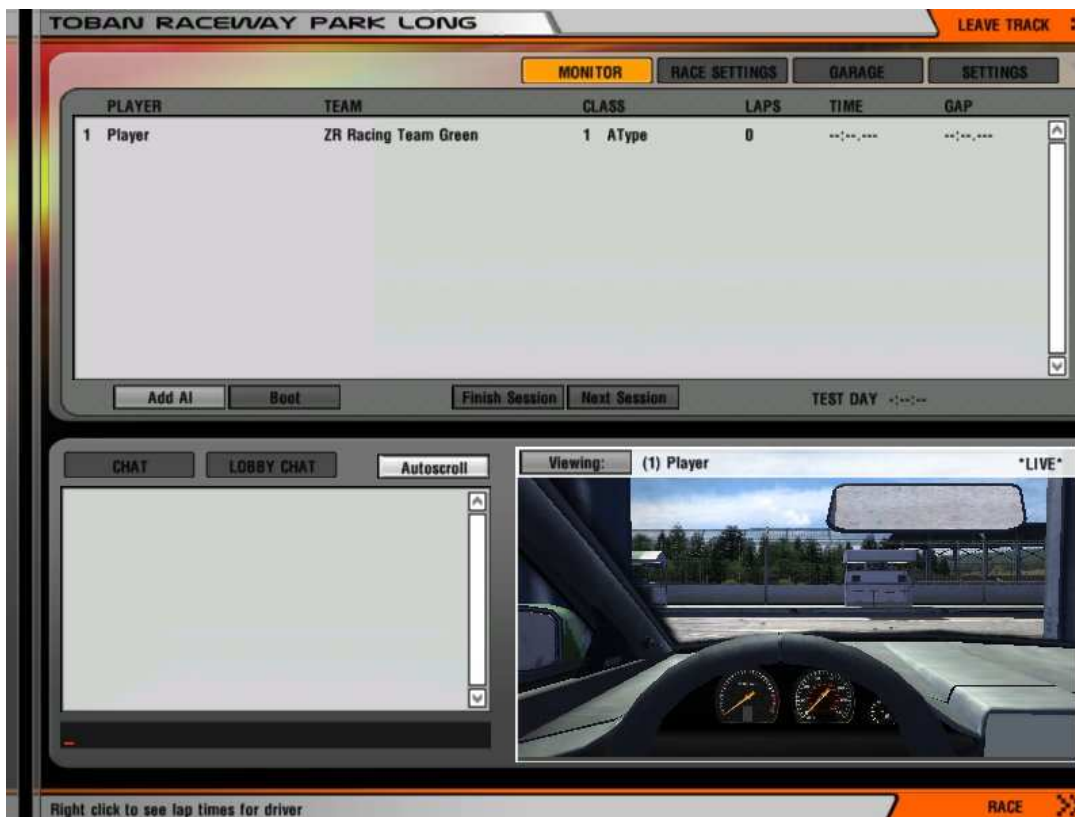 TOBAN RACEWAY PARK LONG
LEAVE TRACK
MONITOR RACE SETTINGS GARAGE SETTINGS
PLAYER TEAM CLASS LAPS TIME GAP
1 Player ZR Racing Team Green 1 AType 0 --:--.--- --:--.---
Add AI Boot Finish Session Next Session TEST DAY -:--:--
CHAT LOBBY CHAT Autoscroll
Viewing: (1) Player *LIVE*
Right click to see lap times for driver
RACE